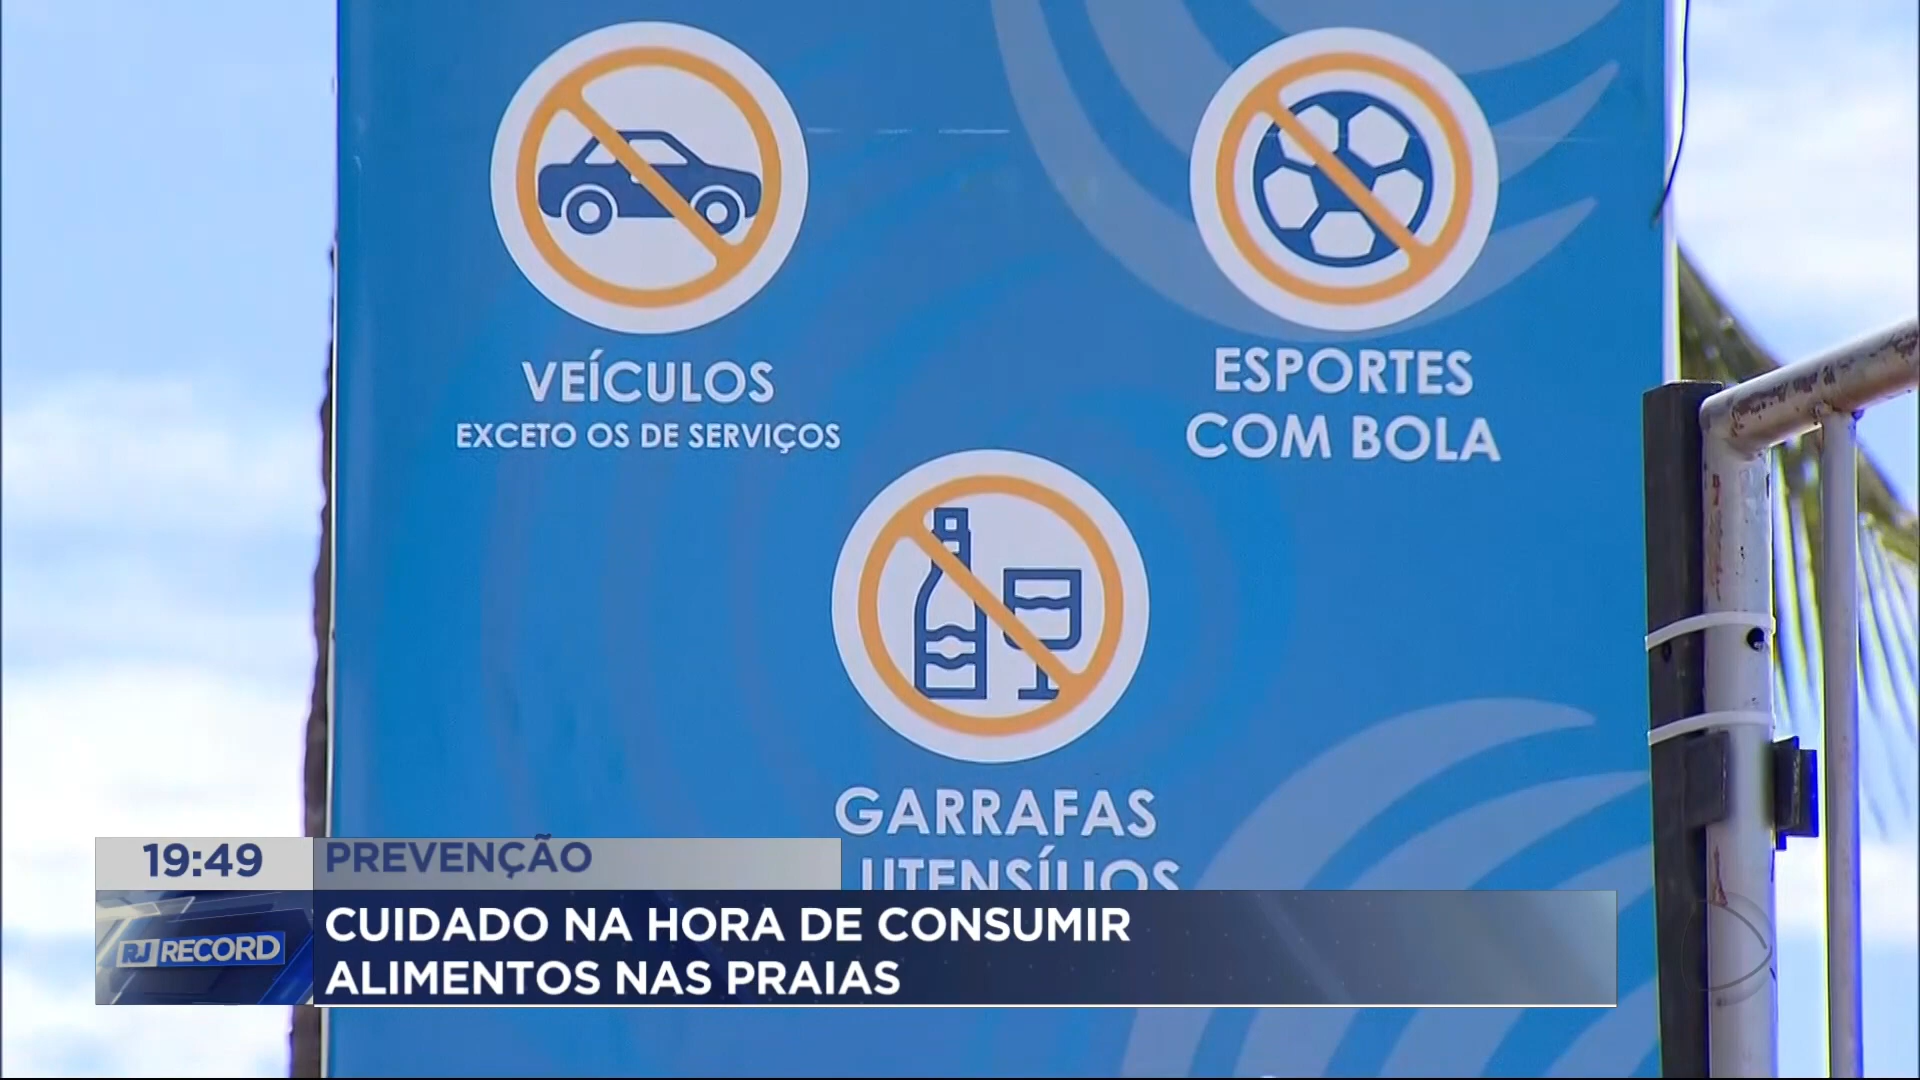 VEÍCULOS
EXCETO OS DE SERVIÇOS
ESPORTES
COM BOLA
GARRAFAS
UTENSÍLIOS
19:49
PREVENÇÃO
RJ RECORD
CUIDADO NA HORA DE CONSUMIR
ALIMENTOS NAS PRAIAS